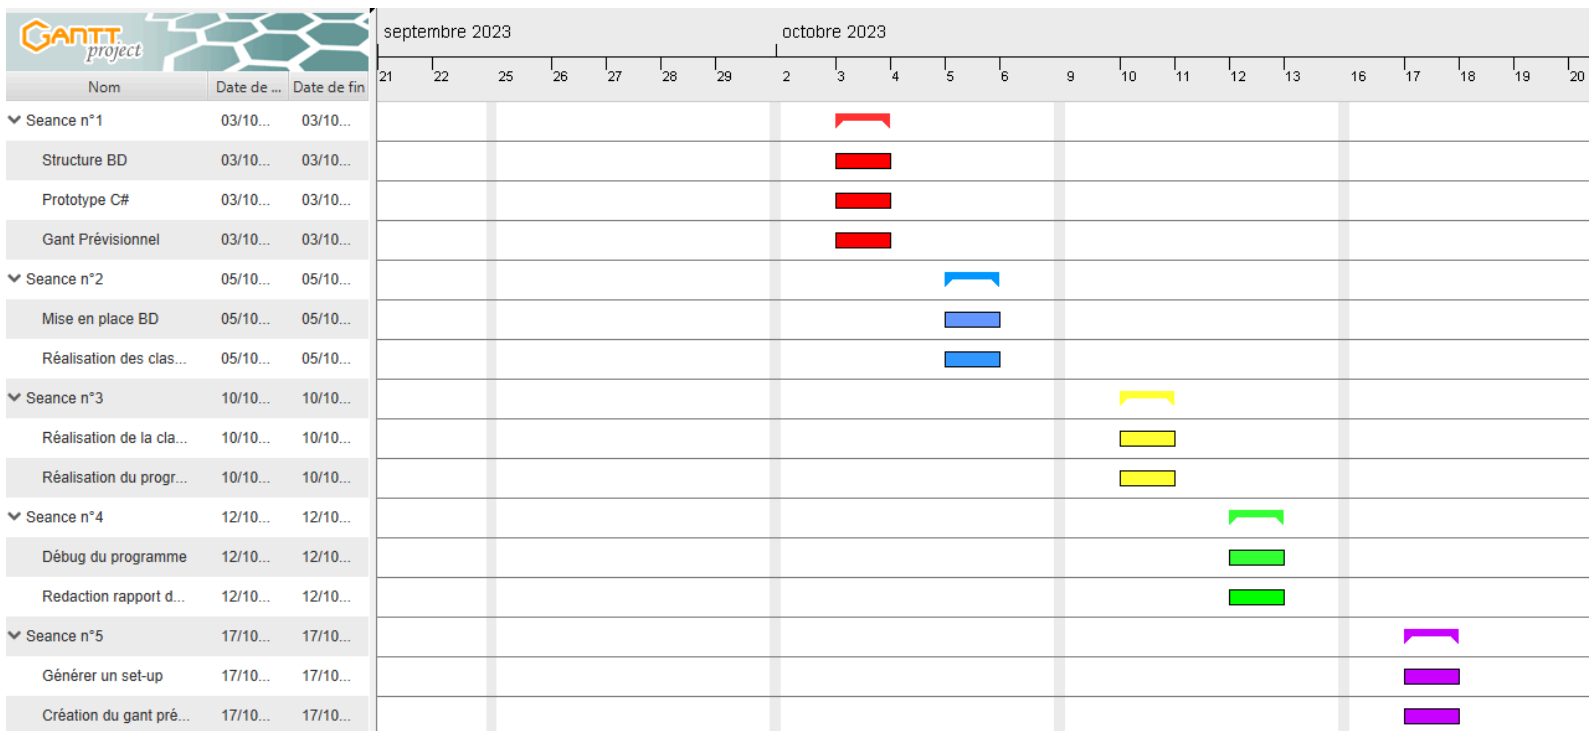 GANTT project
septembre 2023 octobre 2023
21 22 25 26 27 28 29 2 3 4 5 6 9 10 11 12 13 16 17 18 19 20
Nom Date de ... Date de fin
Seance n°1 03/10... 03/10...
Structure BD 03/10... 03/10...
Prototype C# 03/10... 03/10...
Gant Prévisionnel 03/10... 03/10...
Seance n°2 05/10... 05/10...
Mise en place BD 05/10... 05/10...
Réalisation des clas... 05/10... 05/10...
Seance n°3 10/10... 10/10...
Réalisation de la cla... 10/10... 10/10...
Réalisation du progr... 10/10... 10/10...
Seance n°4 12/10... 12/10...
Débug du programme 12/10... 12/10...
Redaction rapport d... 12/10... 12/10...
Seance n°5 17/10... 17/10...
Générer un set-up 17/10... 17/10...
Création du gant pré... 17/10... 17/10...